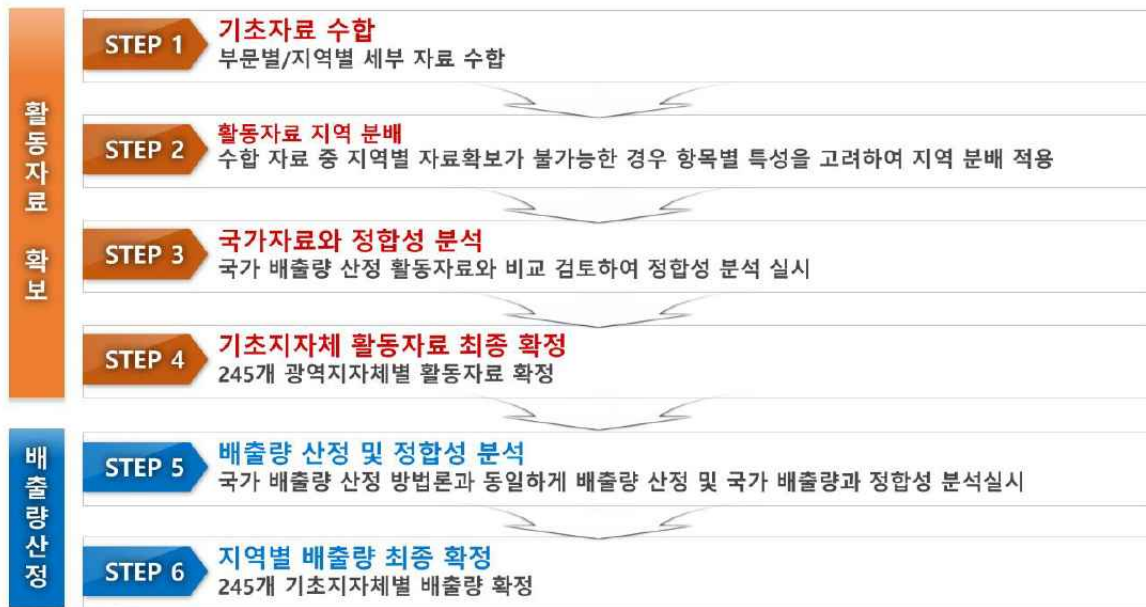 활동자료 확보
STEP 1
기초자료 수합
부문별/지역별 세부 자료 수합
STEP 2
활동자료 지역 분배
수합 자료 중 지역별 자료확보가 불가능한 경우 항목별 특성을 고려하여 지역 분배 적용
STEP 3
국가자료와 정합성 분석
국가 배출량 산정 활동자료와 비교 검토하여 정합성 분석 실시
STEP 4
기초지자체 활동자료 최종 확정
245개 광역지자체별 활동자료 확정
배출량산정
STEP 5
배출량 산정 및 정합성 분석
국가 배출량 산정 방법론과 동일하게 배출량 산정 및 국가 배출량과 정합성 분석실시
STEP 6
지역별 배출량 최종 확정
245개 기초지자체별 배출량 확정